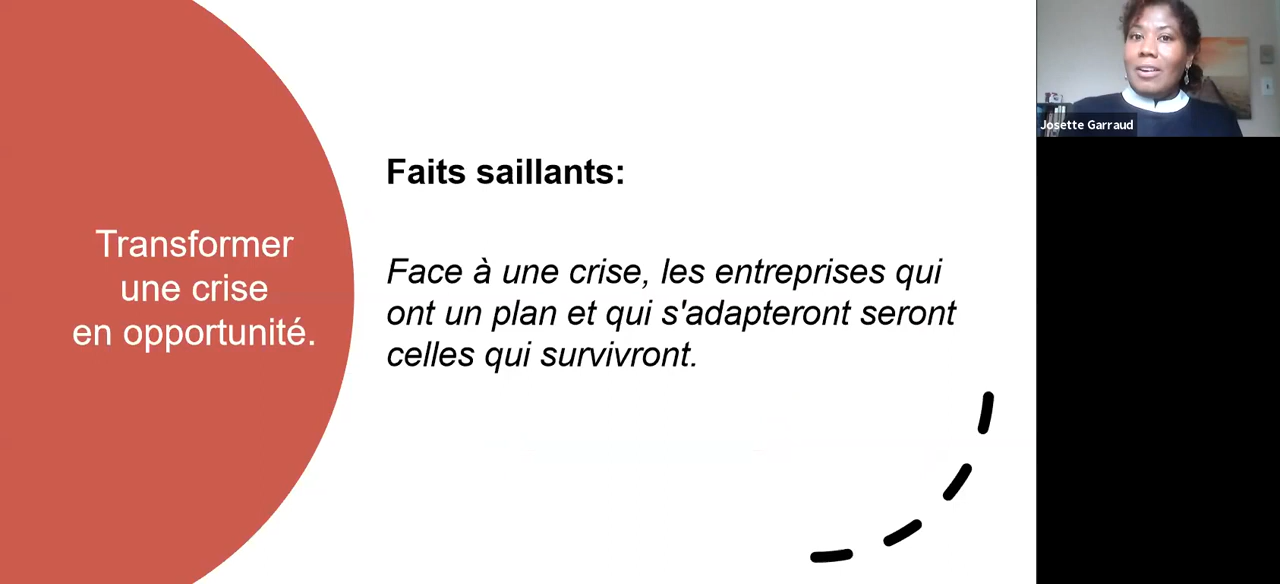 Transformer
une crise
en opportunité.
Faits saillants:
Face à une crise, les entreprises qui
ont un plan et qui s'adapteront seront
celles qui survivront.
Josette Garraud